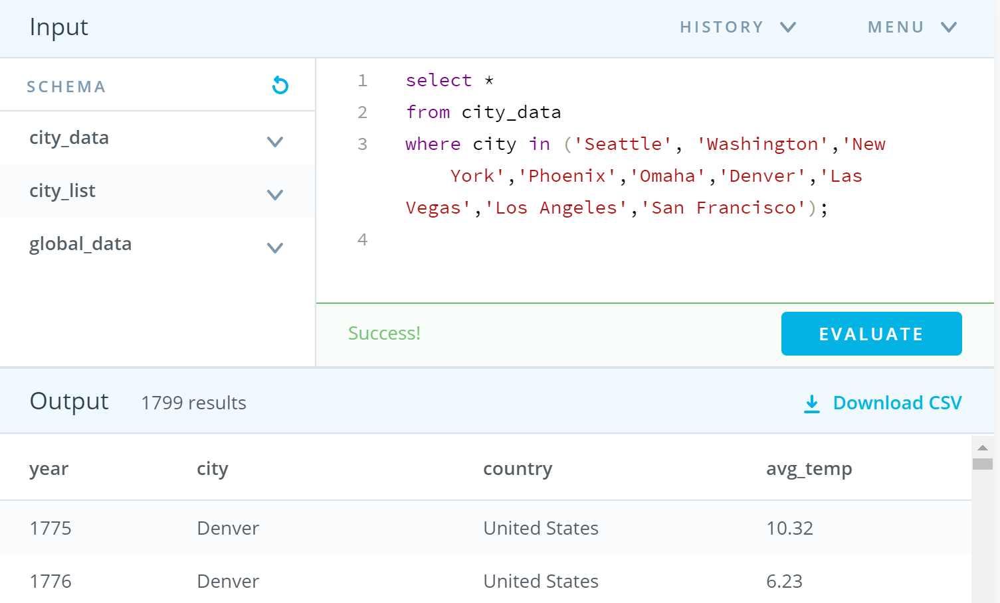 Input
HISTORY MENU
SCHEMA
city_data
city_list
global_data
1 select *
2 from city_data
3 where city in ('Seattle', 'Washington','New
York','Phoenix','Omaha','Denver','Las
Vegas','Los Angeles','San Francisco');
4
Success!
EVALUATE
Output 1799 results
Download CSV
year city country avg_temp
1775 Denver United States 10.32
1776 Denver United States 6.23